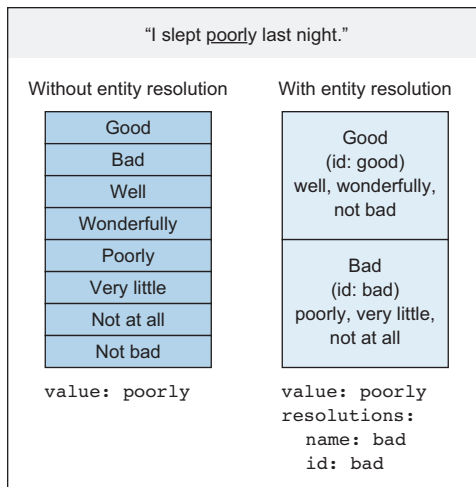 “I slept poorly last night.”
Without entity resolution
Good
Bad
Well
Wonderfully
Poorly
Very little
Not at all
Not bad
value: poorly
With entity resolution
Good
(id: good)
well, wonderfully,
not bad
Bad
(id: bad)
poorly, very little,
not at all
value: poorly
resolutions:
name: bad
id: bad